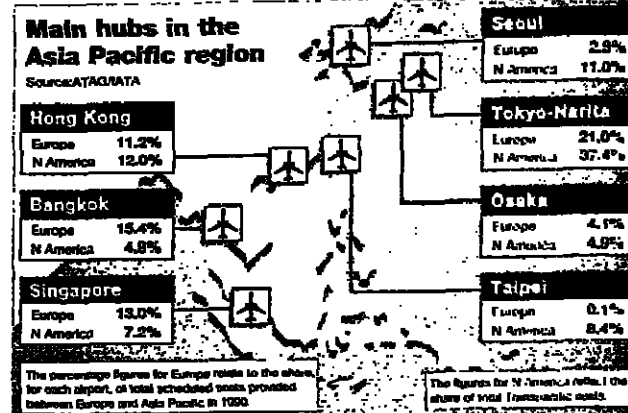 Main hubs in the
Asia Pacific region
Source:ATAG/IATA
Hong Kong
Europe 11.2%
N America 12.0%
Bangkok
Europe 15.4%
N America 4.9%
Singapore
Europe 13.0%
N America 7.2%
Seoul
Europe 2.9%
N America 11.0%
Tokyo-Narita
Europe 21.0%
N America 37.4%
Osaka
Europe 4.1%
N America 4.9%
Taipei
Europe 0.1%
N America 8.4%
The percentage figures for Europe relate to the share,
for each airport, of total scheduled seats provided
between Europe and Asia Pacific in 1990.
The figures for N America reflect the
share of total Transpacific seats.